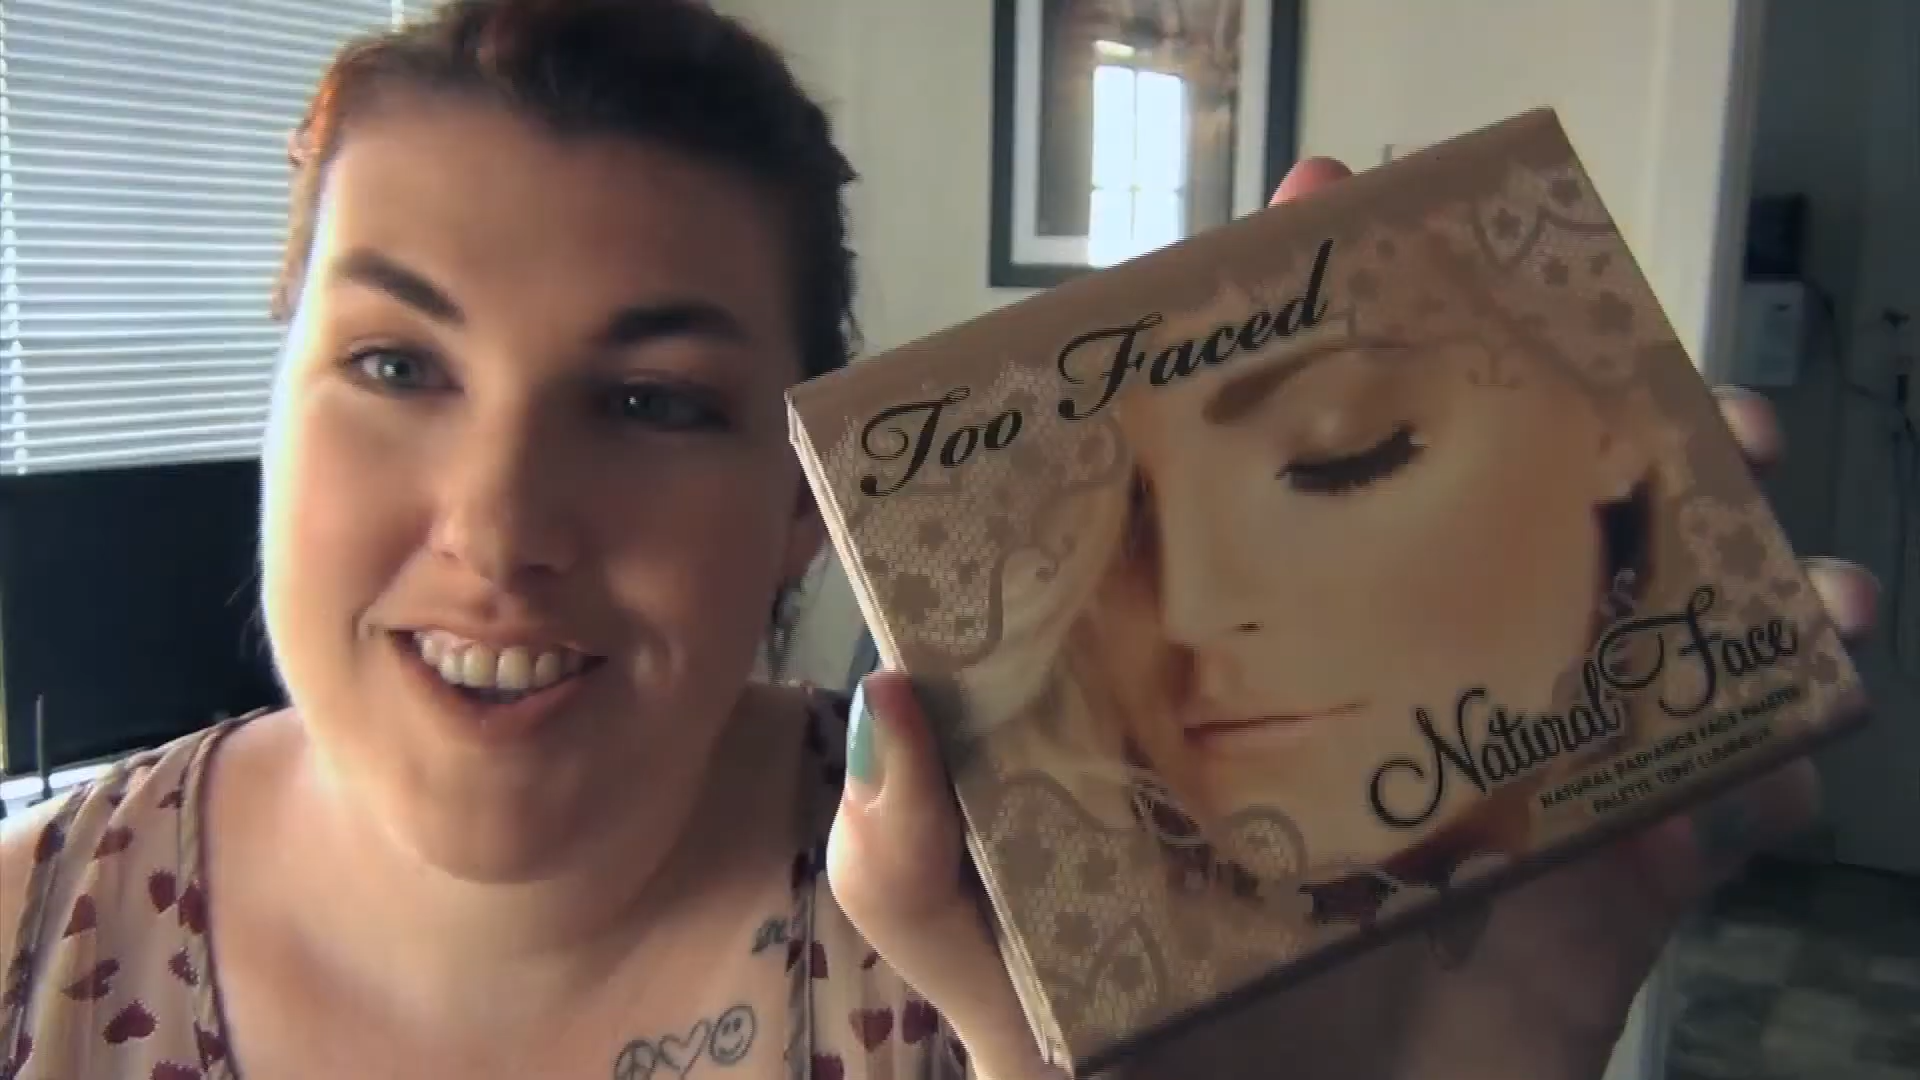 Too Faced
Natural Face
NATURAL RADIANCE FACE PALETTE
PALETTE TEINT LUMINEUX